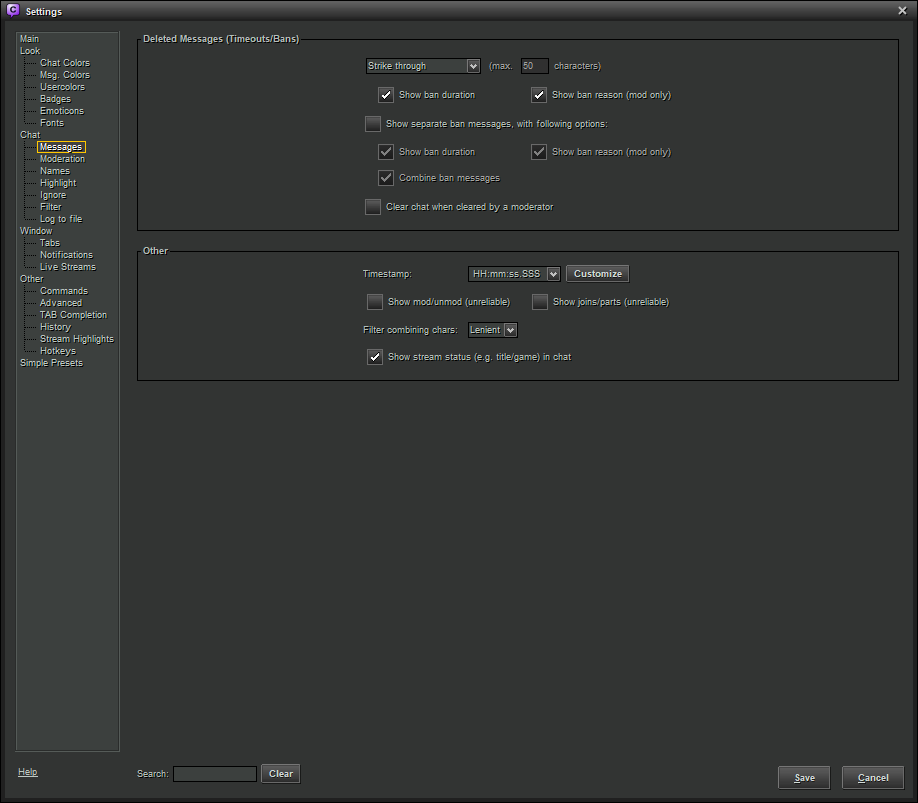 C Settings
Main
Look
Chat Colors
Msg. Colors
Usercolors
Badges
Emoticons
Fonts
Chat
Messages
Moderation
Names
Highlight
Ignore
Filter
Log to file
Window
Tabs
Notifications
Live Streams
Other
Commands
Advanced
TAB Completion
History
Stream Highlights
Hotkeys
Simple Presets
Deleted Messages (Timeouts/Bans)
Strike through (max. 50 characters)
Show ban duration Show ban reason (mod only)
Show separate ban messages, with following options:
Show ban duration Show ban reason (mod only)
Combine ban messages
Clear chat when cleared by a moderator
Other
Timestamp: HH:mm:ss.SSS Customize
Show mod/unmod (unreliable) Show joins/parts (unreliable)
Filter combining chars: Lenient
Show stream status (e.g. title/game) in chat
Help Search: Clear Save Cancel